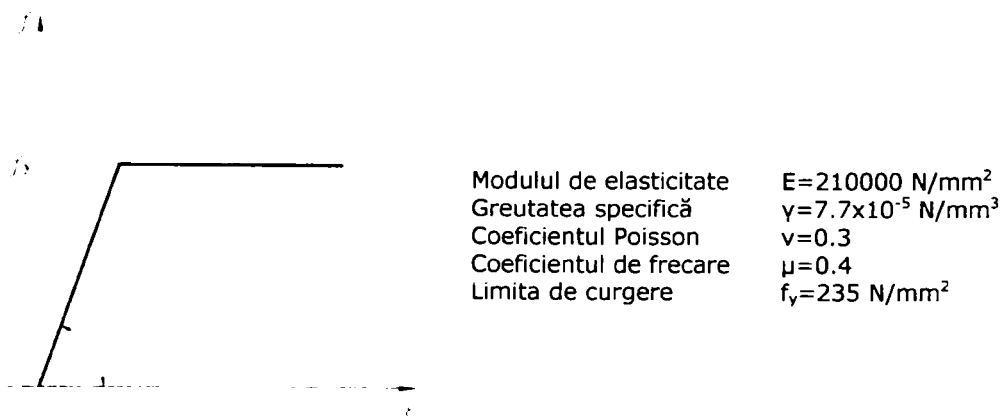 Modulul de elasticitate E=210000 N/mm²
Greutatea specifică γ=7.7x10⁻⁵ N/mm³
Coeficientul Poisson ν=0.3
Coeficientul de frecare μ=0.4
Limita de curgere f_y=235 N/mm²